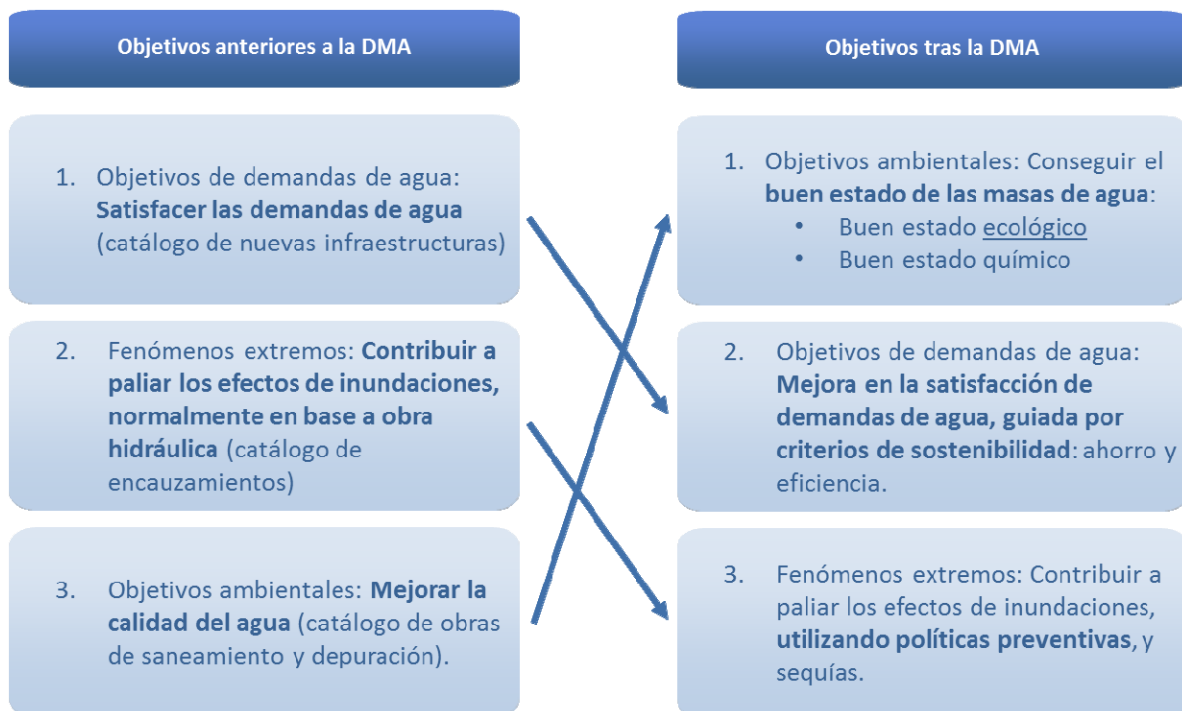 Objetivos anteriores a la DMA
1. Objetivos de demandas de agua:
Satisfacer las demandas de agua
(catálogo de nuevas infraestructuras)
2. Fenómenos extremos: Contribuir a
paliar los efectos de inundaciones,
normalmente en base a obra
hidráulica (catálogo de
encauzamientos)
3. Objetivos ambientales: Mejorar la
calidad del agua (catálogo de obras
de saneamiento y depuración).
Objetivos tras la DMA
1. Objetivos ambientales: Conseguir el
buen estado de las masas de agua:
• Buen estado ecológico
• Buen estado químico
2. Objetivos de demandas de agua:
Mejora en la satisfacción de
demandas de agua, guiada por
criterios de sostenibilidad: ahorro y
eficiencia.
3. Fenómenos extremos: Contribuir a
paliar los efectos de inundaciones,
utilizando políticas preventivas, y
sequías.